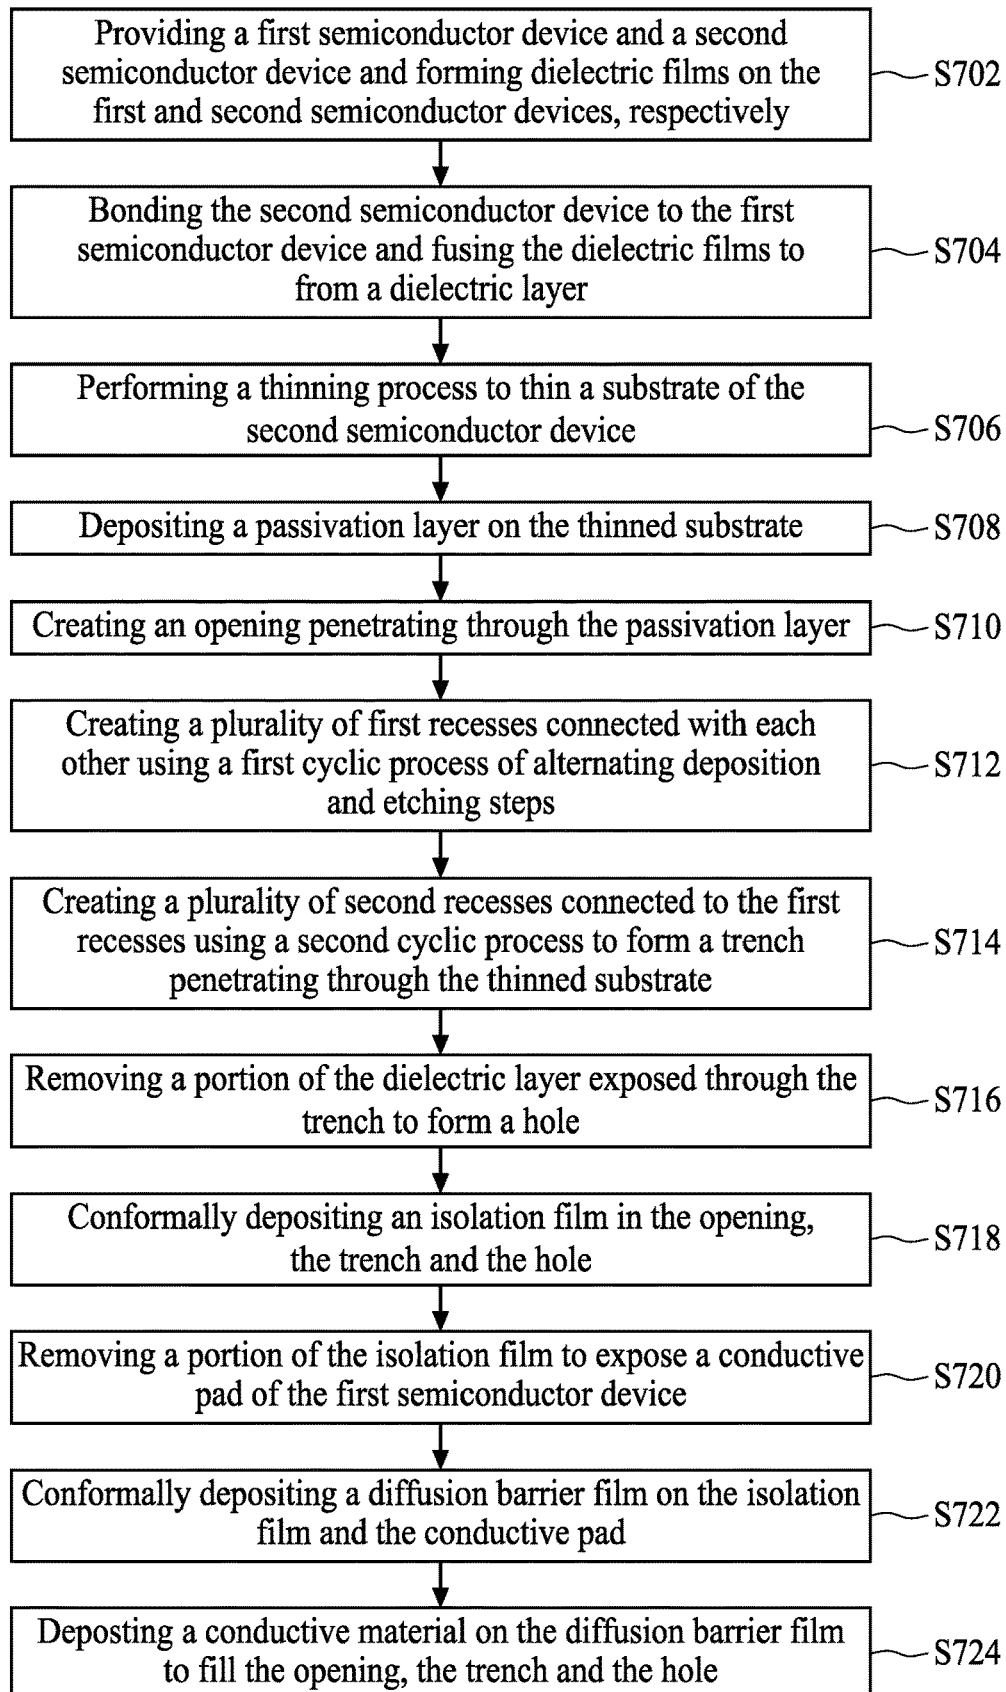 Providing a first semiconductor device and a second
semiconductor device and forming dielectric films on the
first and second semiconductor devices, respectively
S702
Bonding the second semiconductor device to the first
semiconductor device and fusing the dielectric films to
from a dielectric layer
S704
Performing a thinning process to thin a substrate of the
second semiconductor device
S706
Depositing a passivation layer on the thinned substrate
S708
Creating an opening penetrating through the passivation layer
S710
Creating a plurality of first recesses connected with each
other using a first cyclic process of alternating deposition
and etching steps
S712
Creating a plurality of second recesses connected to the first
recesses using a second cyclic process to form a trench
penetrating through the thinned substrate
S714
Removing a portion of the dielectric layer exposed through the
trench to form a hole
S716
Conformally depositing an isolation film in the opening,
the trench and the hole
S718
Removing a portion of the isolation film to expose a conductive
pad of the first semiconductor device
S720
Conformally depositing a diffusion barrier film on the isolation
film and the conductive pad
S722
Deposting a conductive material on the diffusion barrier film
to fill the opening, the trench and the hole
S724